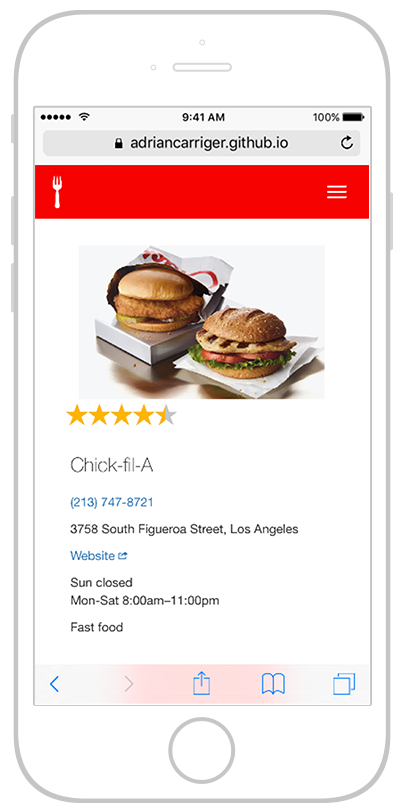 9:41 AM
100%
adriancarriger.github.io
Chick-fil-A
(213) 747-8721
3758 South Figueroa Street, Los Angeles
Website
Sun closed
Mon-Sat 8:00am–11:00pm
Fast food